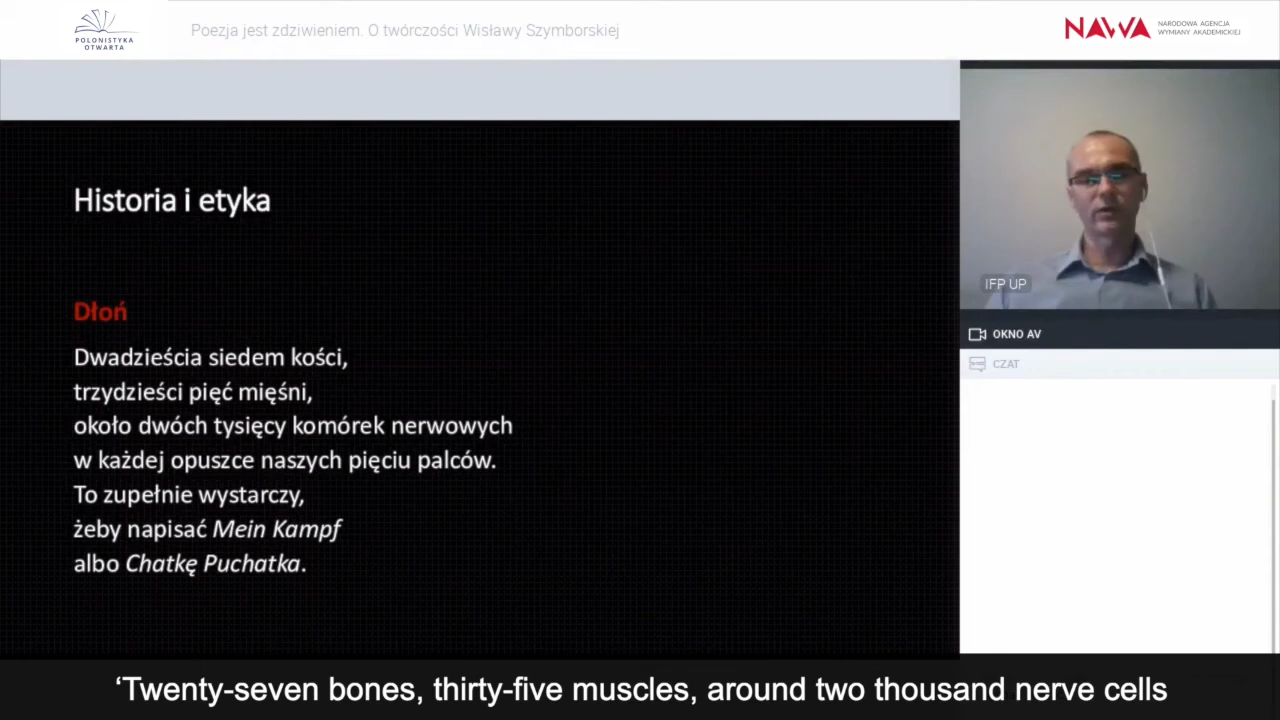 POLONISTYKA
OTWARTA
Poezja jest zdziwieniem. O twórczości Wisławy Szymborskiej
NAWA
NARODOWA AGENCJA
WYMIANY AKADEMICKIEJ
Historia i etyka
Dłoń
Dwadzieścia siedem kości,
trzydzieści pięć mięśni,
około dwóch tysięcy komórek nerwowych
w każdej opuszce naszych pięciu palców.
To zupełnie wystarczy,
żeby napisać Mein Kampf
albo Chatkę Puchatka.
IFP UP
OKNO AV
CZAT
‘Twenty-seven bones, thirty-five muscles, around two thousand nerve cells